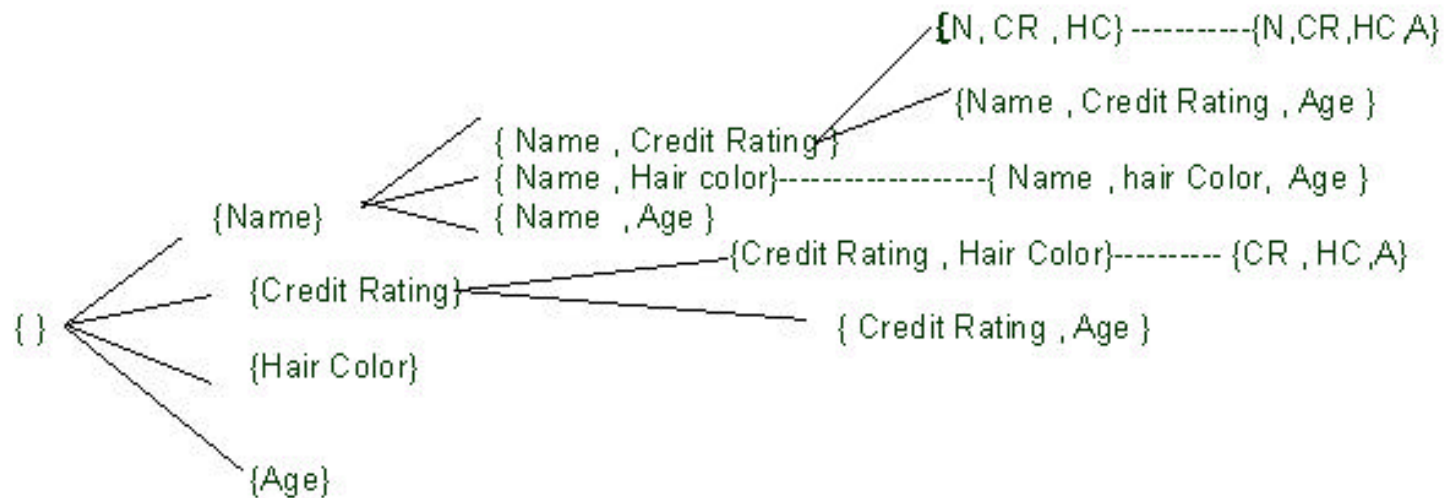 {N, CR , HC} ----------- {N,CR,HC,A}
{Name , Credit Rating , Age }
{ Name , Credit Rating }
{ Name , Hair color}------------------- { Name , hair Color, Age }
{Name}
{ Name , Age }
{Credit Rating , Hair Color}---------- {CR , HC,A}
{Credit Rating}
{ }
{ Credit Rating , Age }
{Hair Color}
{Age}